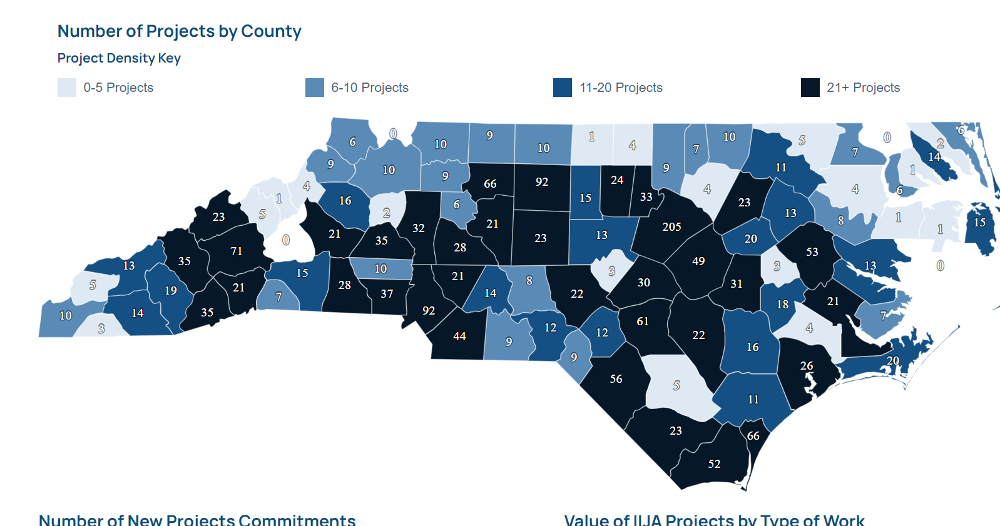 Number of Projects by County
Project Density Key
0-5 Projects 6-10 Projects 11-20 Projects 21+ Projects
6 0 10 9 10 1 4 9 7 10 5 7 0 2 6
9 10 9 66 92 15 24 33 4 11 4 6 1 14
4 16 2 32 6 21 23 205 23 13 8 1 1 15
23 5 1 0 21 35 28 13 49 20 53 13 0
13 35 71 15 10 21 14 8 22 3 30 31 3 21 7
5 19 21 7 28 37 92 12 12 61 22 18 4
10 3 14 35 44 9 9 16 26 20
56 5 11
23 66
52
Number of New Projects Commitments Value of IIJA Projects by Type of Work